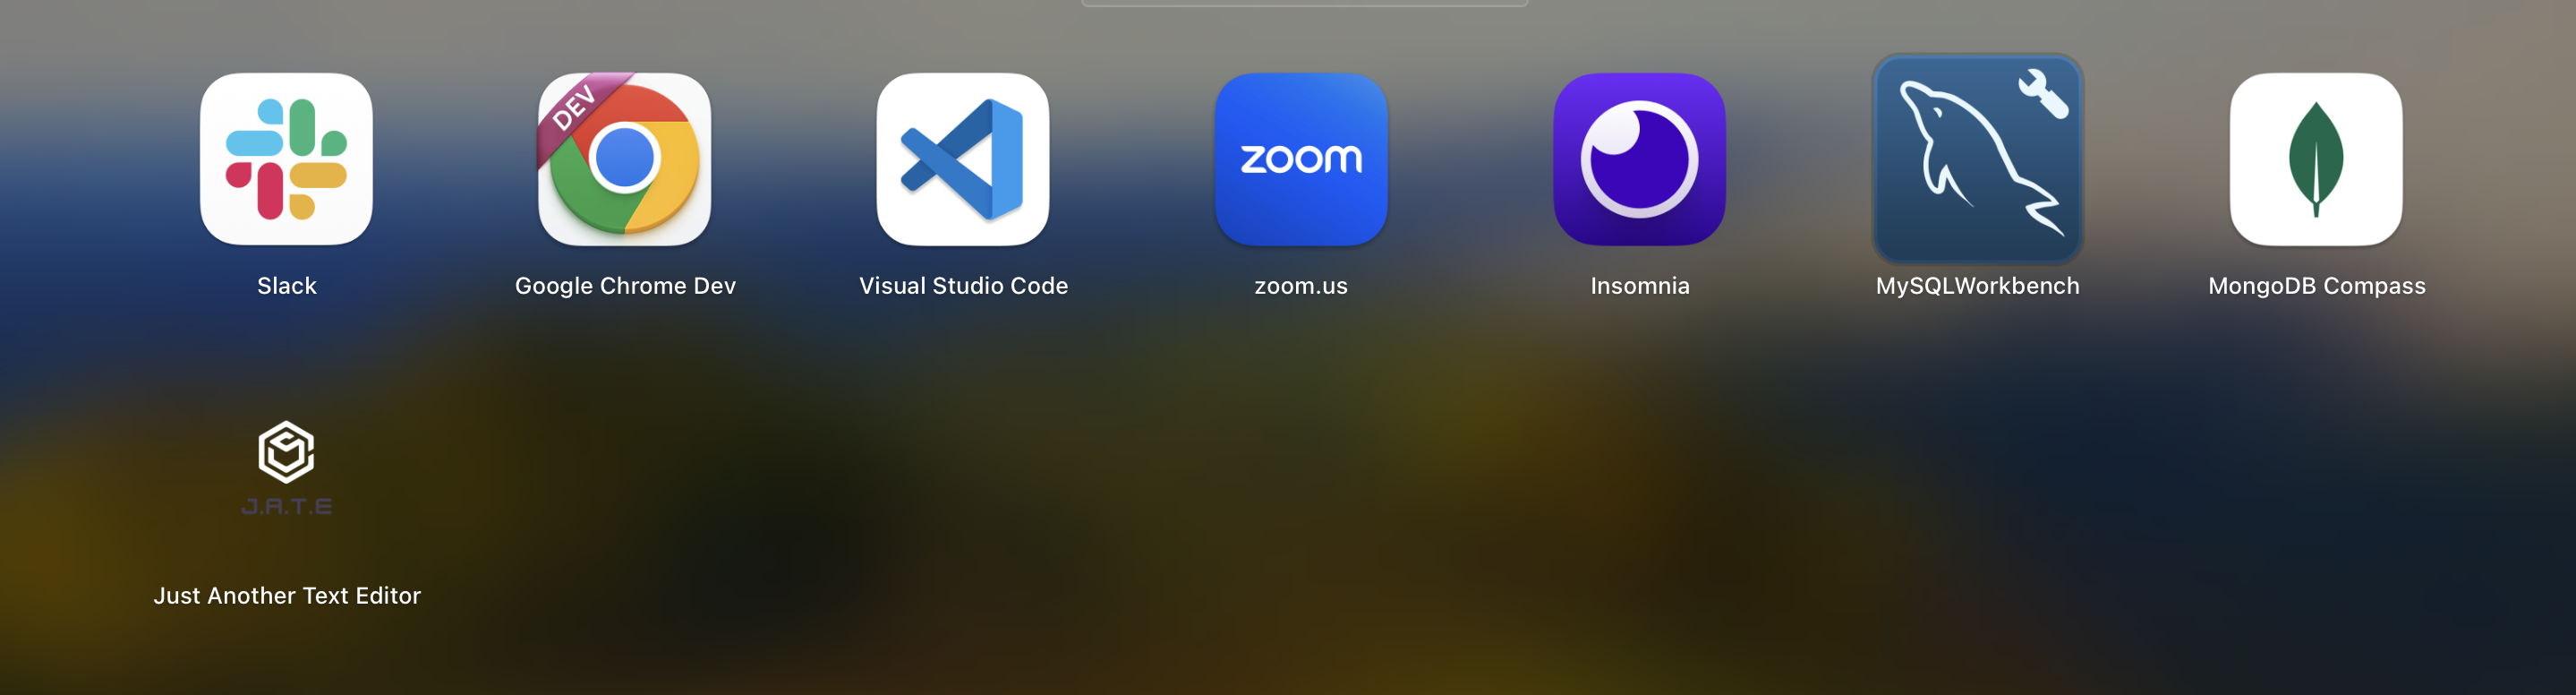 DEV
zoom
Slack
Google Chrome Dev
Visual Studio Code
zoom.us
Insomnia
MySQLWorkbench
MongoDB Compass
J.A.T.E
Just Another Text Editor